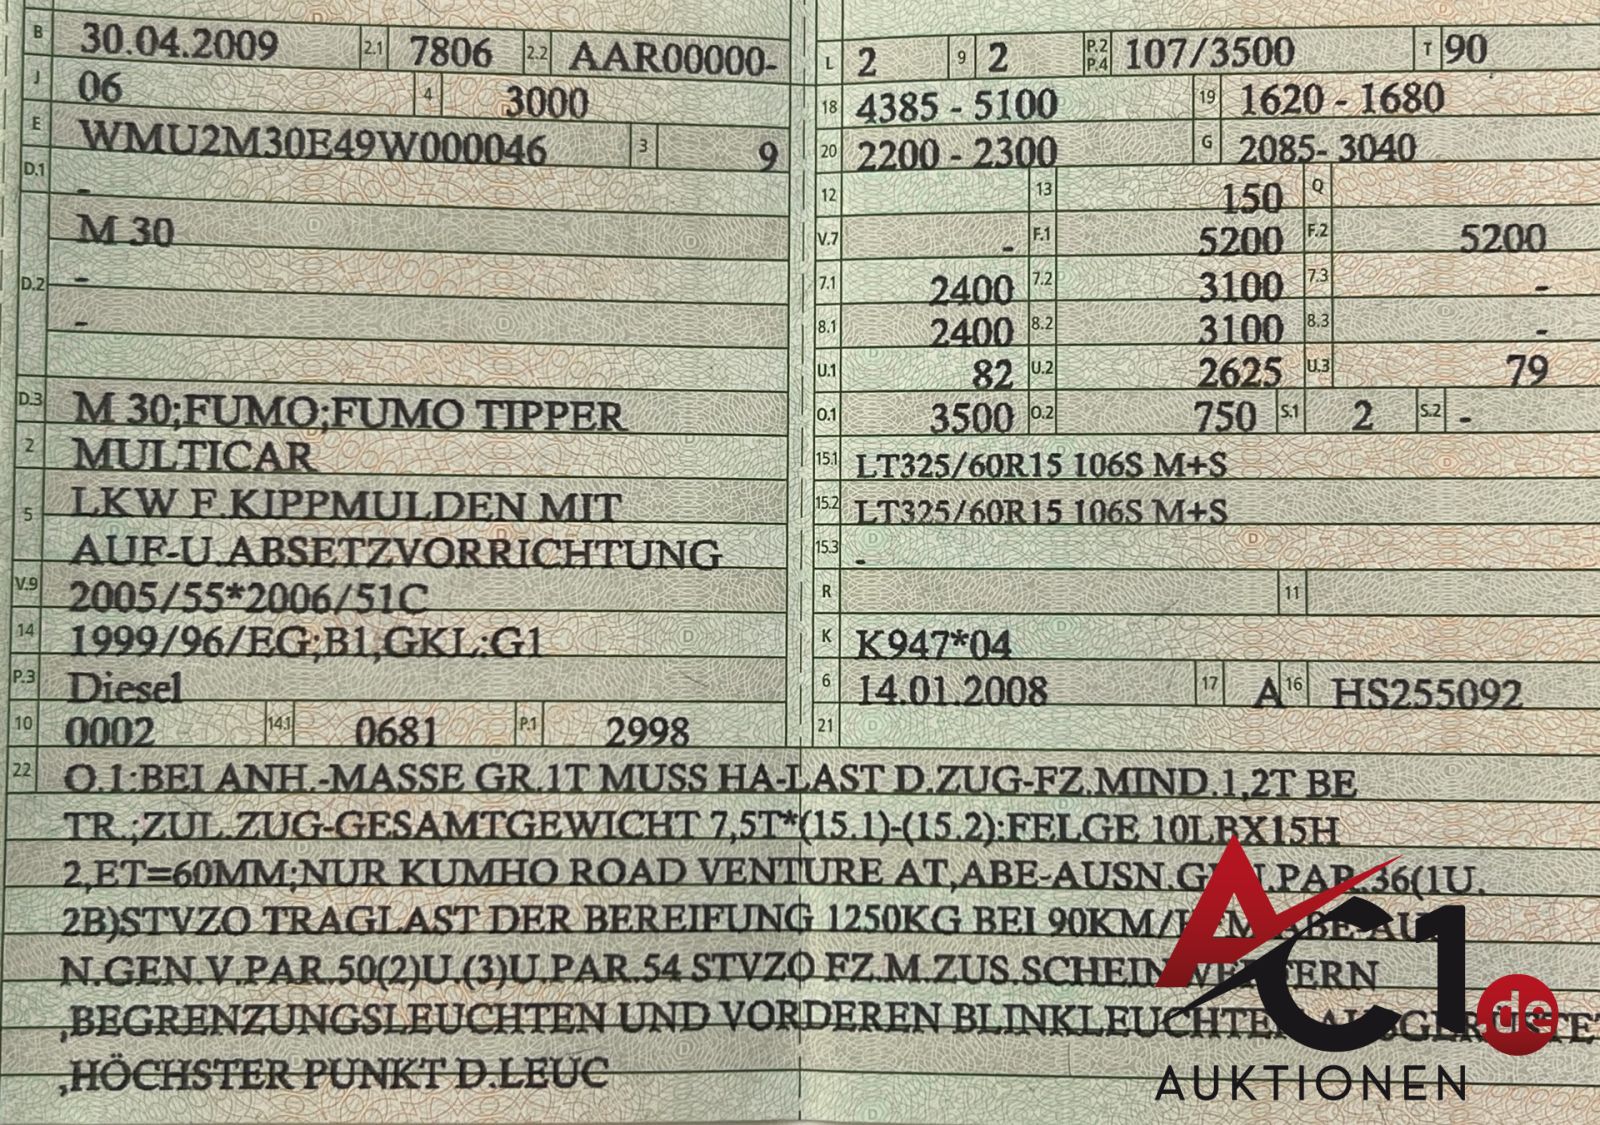 B 30.04.2009 2.1 7806 2.2 AAR00000-
J 06 4 3000
E WMU2M30E49W000046 3 9
D.1 -
D.2 M 30
-
-
D.3 M 30;FUMO;FUMO TIPPER
2 MULTICAR
5 LKW F.KIPPMULDEN MIT
AUF-U.ABSETZVORRICHTUNG
V.9 2005/55*2006/51C
14 1999/96/EG;B1,GKL:G1
P.3 Diesel
10 0002 14.1 0681 P.1 2998
L 2 9 2 P.2 P.4 107/3500 T 90
18 4385 - 5100 19 1620 - 1680
20 2200 - 2300 G 2085- 3040
12 13 150 Q
V.7 - F.1 5200 F.2 5200
7.1 2400 7.2 3100 7.3 -
8.1 2400 8.2 3100 8.3 -
U.1 82 U.2 2625 U.3 79
O.1 3500 O.2 750 S.1 2 S.2 -
15.1 LT325/60R15 106S M+S
15.2 LT325/60R15 106S M+S
15.3 -
R 11
K K947*04
6 14.01.2008 17 A 16 HS255092
21
22 O.1:BEI ANH.-MASSE GR.1T MUSS HA-LAST D.ZUG-FZ.MIND.1,2T BE
TR.;ZUL.ZUG-GESAMTGEWICHT 7,5T*(15.1)-(15.2):FELGE 10LBX15H
2,ET=60MM;NUR KUMHO ROAD VENTURE AT,ABE-AUSN.G PAR.36(1U.
2B)STVZO TRAGLAST DER BEREIFUNG 1250KG BEI 90KM/
N.GEN.V.PAR.50(2)U.(3)U.PAR.54 STVZO FZ.M.ZUS.SCHEINWERFERN
,BEGRENZUNGSLEUCHTEN UND VORDEREN BLINKLEUCHTEN AUSGERÜSTET
,HÖCHSTER PUNKT D.LEUC
AC1.de
AUKTIONEN